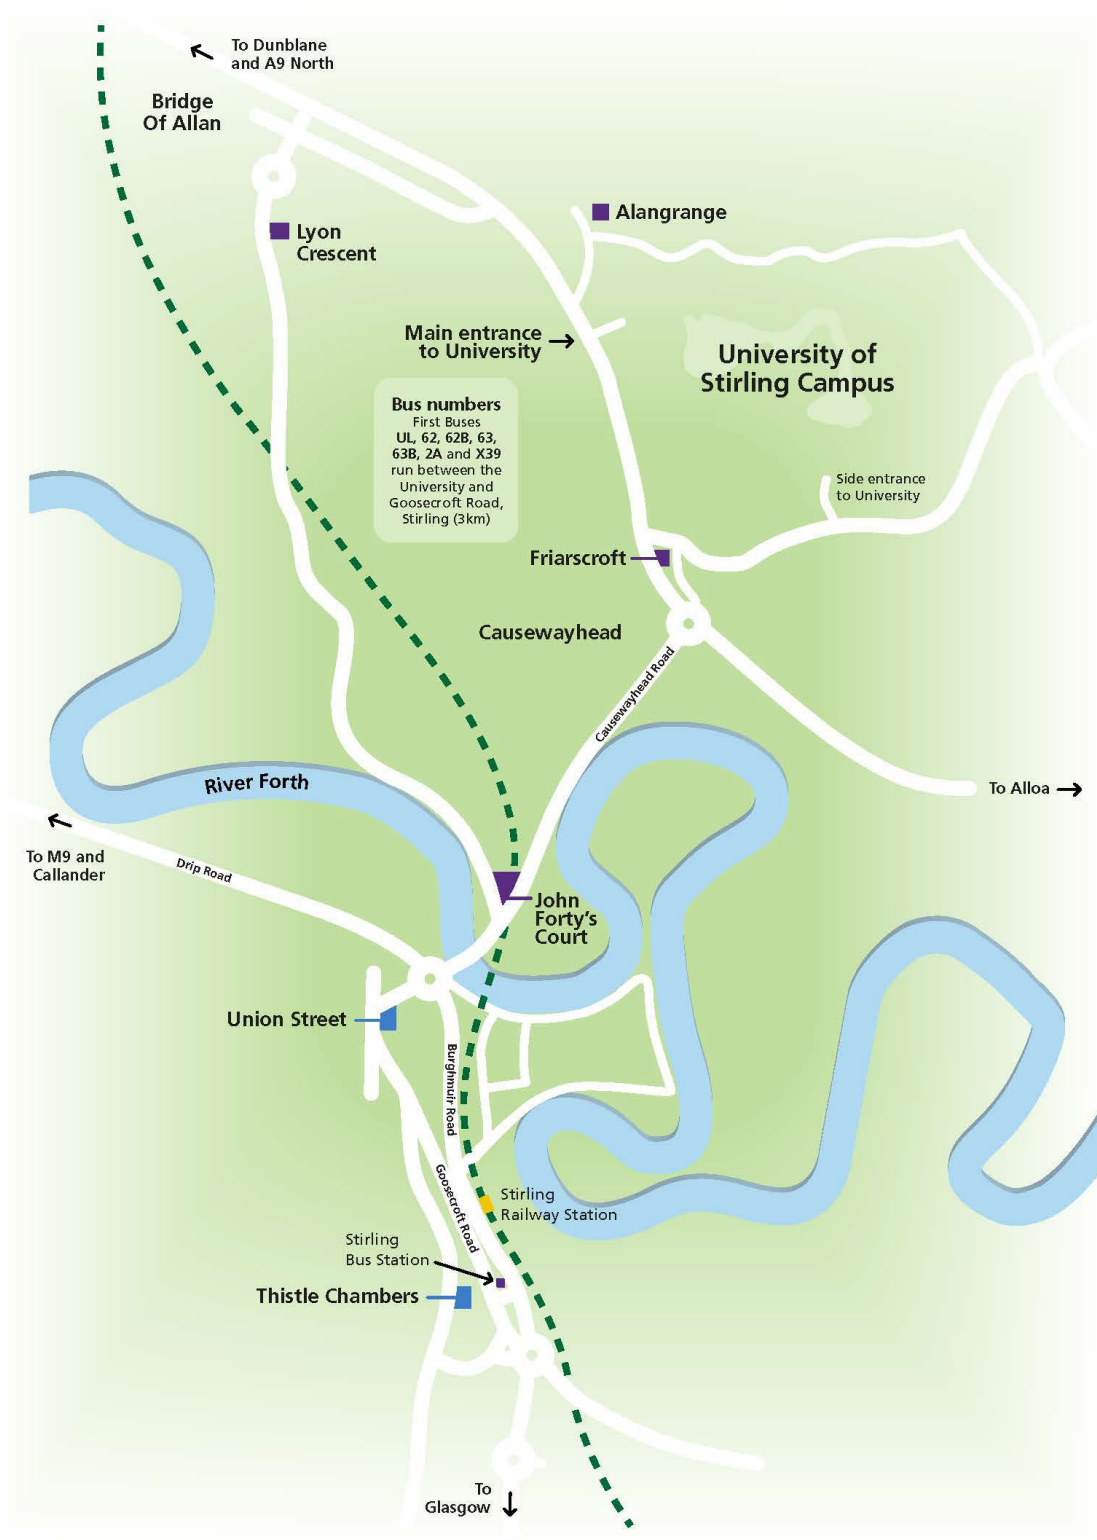 To Dunblane
and A9 North
Bridge
Of Allan
Alangrange
Lyon
Crescent
Main entrance
to University
University of
Stirling Campus
Bus numbers
First Buses
UL, 62, 62B, 63,
63B, 2A and X39
run between the
University and
Goosecroft Road,
Stirling (3km)
Side entrance
to University
Friarscroft
Causewayhead
Causewayhead Road
River Forth
To Alloa
To M9 and
Callander
Drip Road
John
Forty's
Court
Union Street
Burghmuir Road
Goosecroft Road
Stirling
Railway Station
Stirling
Bus Station
Thistle Chambers
To
Glasgow